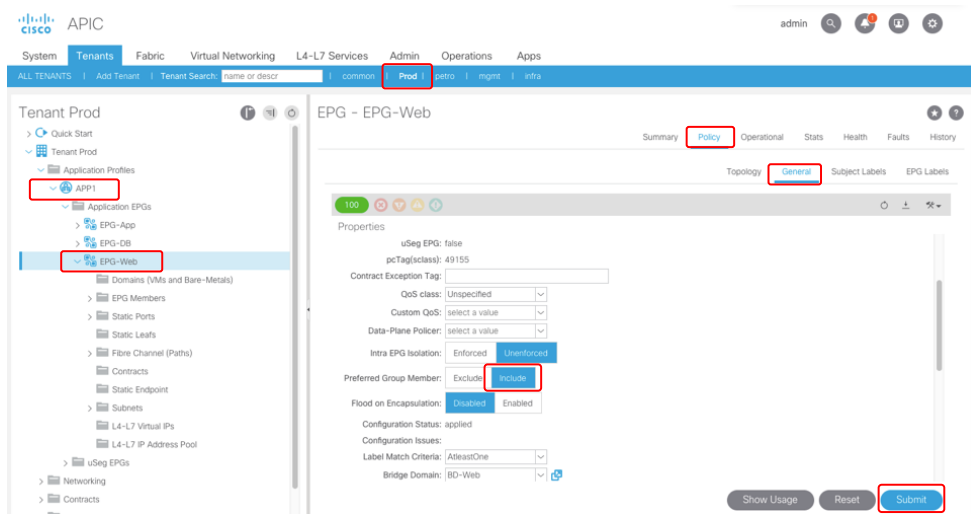 cisco APIC admin 1
System Tenants Fabric Virtual Networking L4-L7 Services Admin Operations Apps
ALL TENANTS | Add Tenant | Tenant Search: name or descr | common | Prod | petro | mgmt | infra
Tenant Prod
Quick Start
Tenant Prod
Application Profiles
APP1
Application EPGs
EPG-App
EPG-DB
EPG-Web
Domains (VMs and Bare-Metals)
EPG Members
Static Ports
Static Leafs
Fibre Channel (Paths)
Contracts
Static Endpoint
Subnets
L4-L7 Virtual IPs
L4-L7 IP Address Pool
uSeg EPGs
Networking
Contracts
EPG - EPG-Web
Summary Policy Operational Stats Health Faults History
Topology General Subject Labels EPG Labels
100
Properties
uSeg EPG: false
pcTag(sclass): 49155
Contract Exception Tag:
QoS class: Unspecified
Custom QoS: select a value
Data-Plane Policer: select a value
Intra EPG Isolation: Enforced Unenforced
Preferred Group Member: Exclude Include
Flood on Encapsulation: Disabled Enabled
Configuration Status: applied
Configuration Issues:
Label Match Criteria: AtleastOne
Bridge Domain: BD-Web
Show Usage Reset Submit